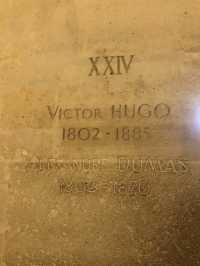 XXIV
VICTOR HUGO
1802-1885
ALEXANDRE DUMAS
1802-1870